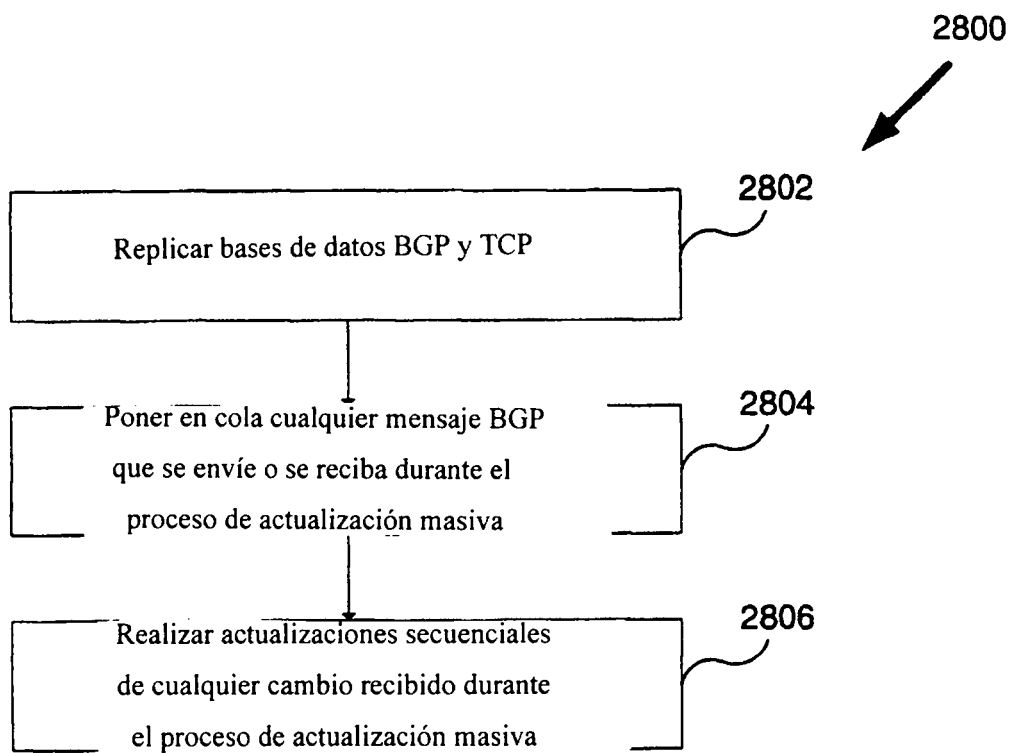 2800
2802
Replicar bases de datos BGP y TCP
2804
Poner en cola cualquier mensaje BGP
que se envíe o se reciba durante el
proceso de actualización masiva
2806
Realizar actualizaciones secuenciales
de cualquier cambio recibido durante
el proceso de actualización masiva